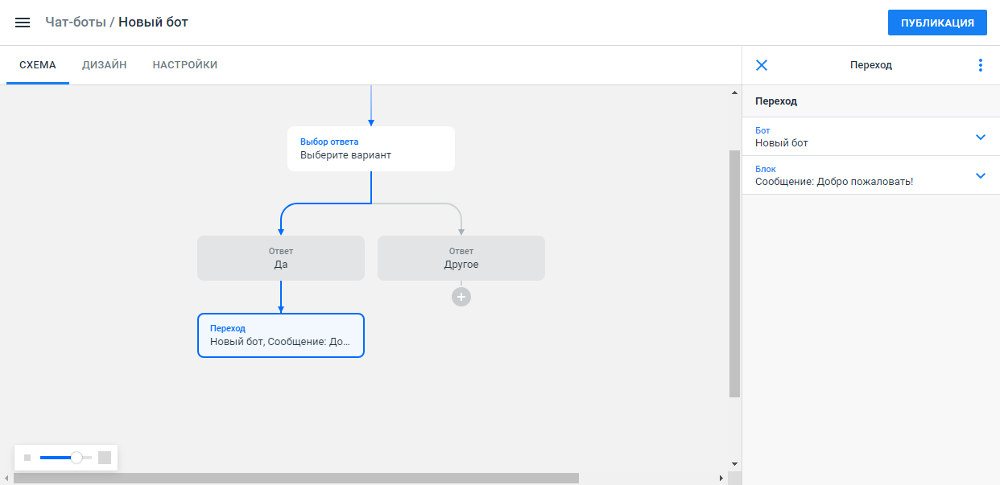 Чат-боты / Новый бот
ПУБЛИКАЦИЯ
СХЕМА ДИЗАЙН НАСТРОЙКИ
Переход
Выбор ответа
Выберите вариант
Ответ
Да
Ответ
Другое
Переход
Новый бот, Сообщение: До...
Переход
Бот
Новый бот
Блок
Сообщение: Добро пожаловать!